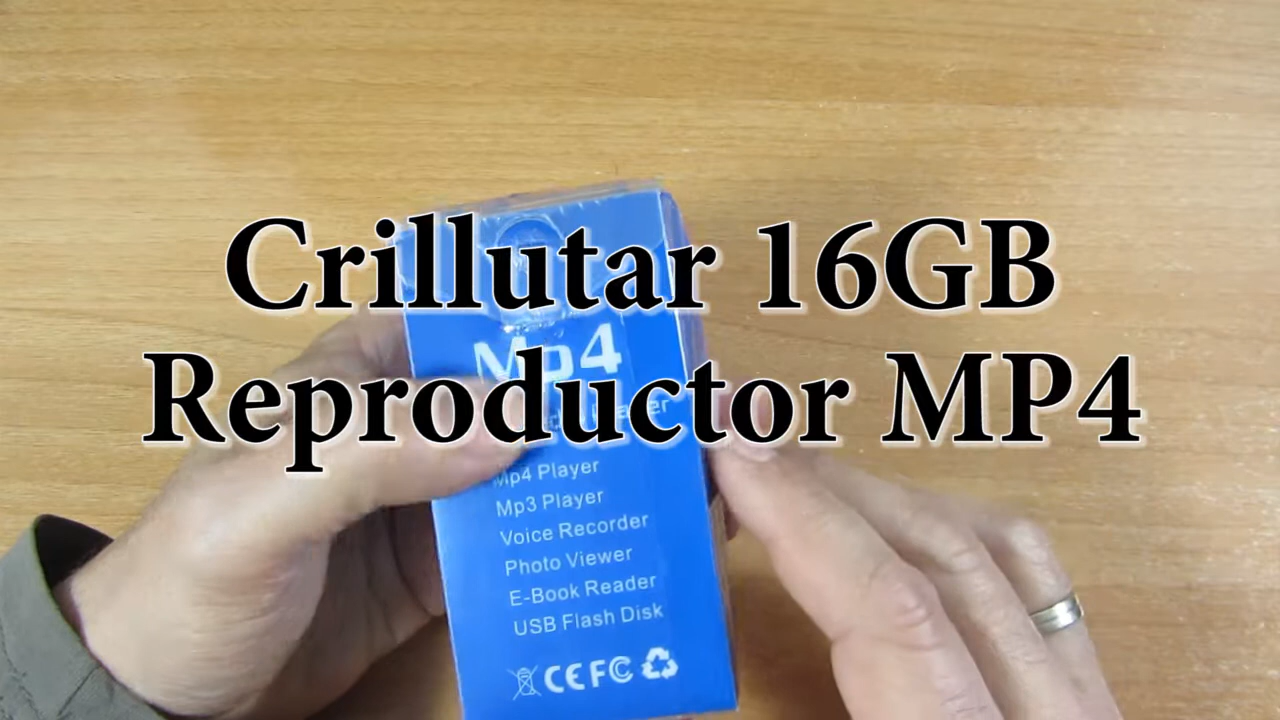 Crillutar 16GB
Reproductor MP4
Mp4
Mp4 Player
Mp3 Player
Voice Recorder
Photo Viewer
E-Book Reader
USB Flash Disk
CE FC